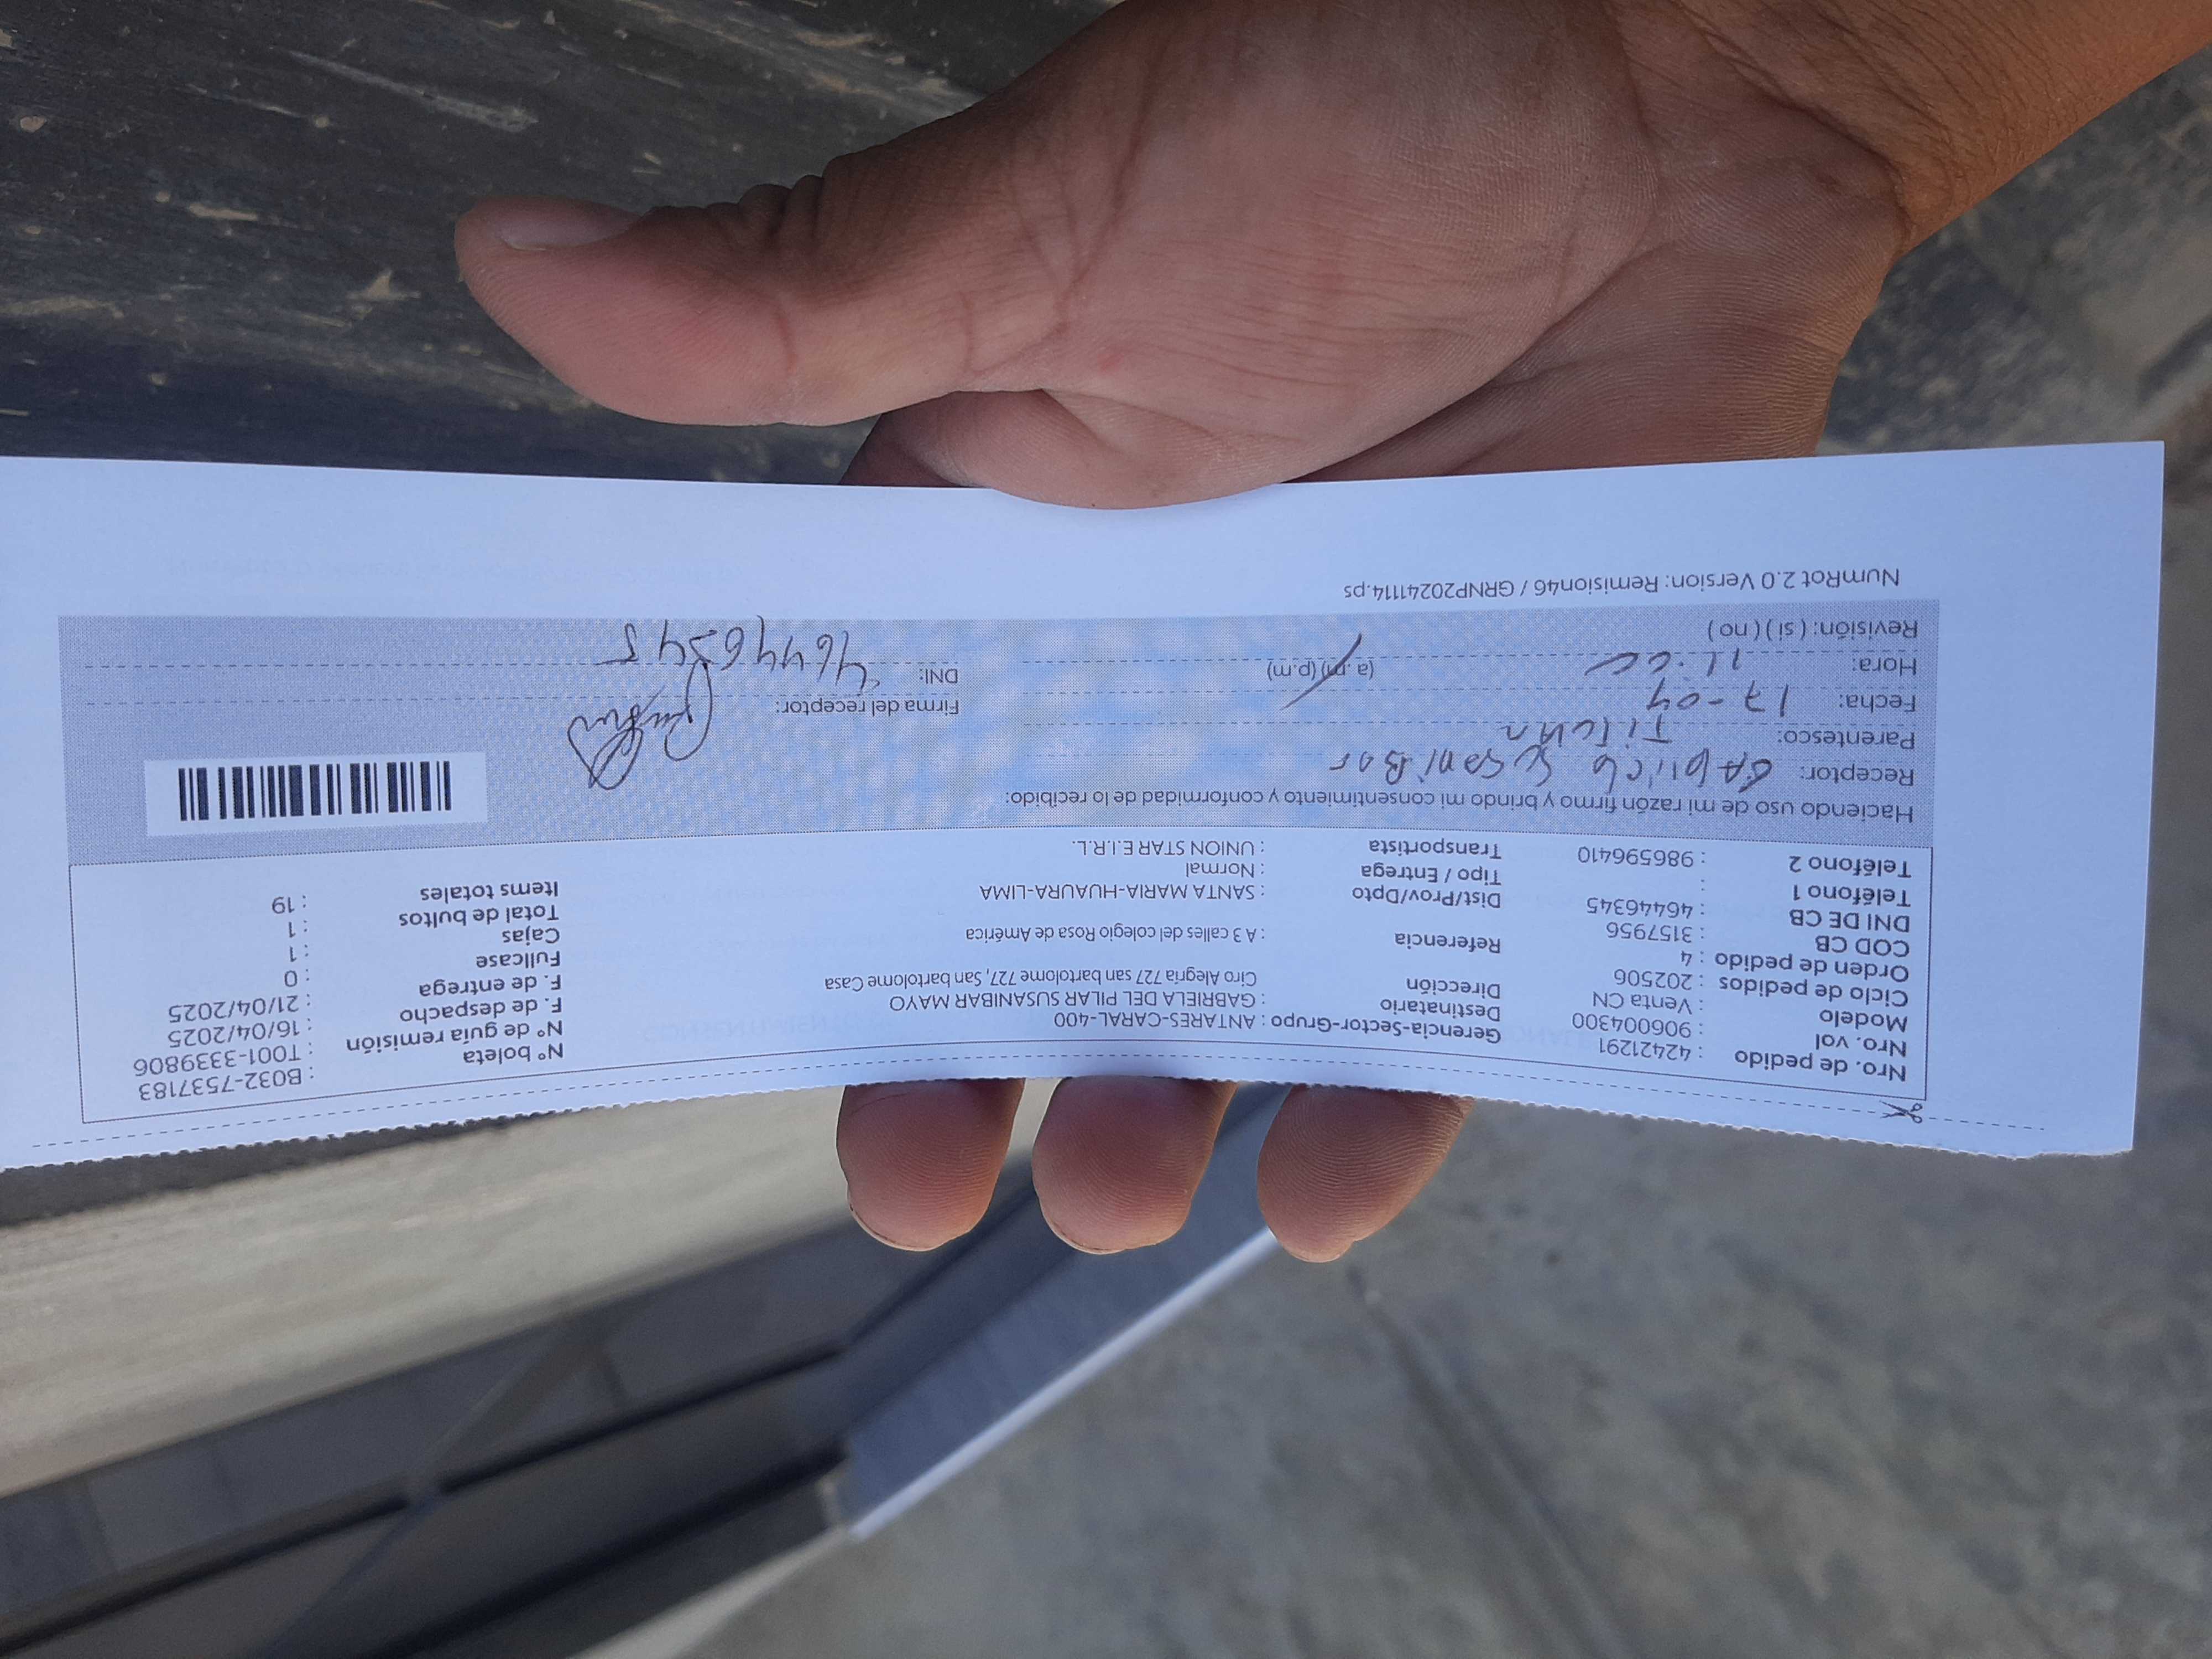 Nro. de pedido : 42421291 Gerencia-Sector-Grupo : ANTARES-CARAL-400 N° boleta : B032-7537183
Nro. vol : 906004300 Destinatario : GABRIELA DEL PILAR SUSANIBAR MAYO N° de guía remisión : T001-3339806
Modelo : Venta CN Dirección Ciro Alegria 727 san bartolome 727, San bartolome Casa F. de despacho : 16/04/2025
Ciclo de pedidos : 202506 F. de entrega : 21/04/2025
Orden de pedido : 4 Referencia : A 3 calles del colegio Rosa de América Fullcase : 0
COD CB : 3157956 Cajas : 1
DNI DE CB : 46446345 Dist/Prov/Dpto : SANTA MARIA-HUAURA-LIMA Total de bultos : 1
Teléfono 1 : Tipo / Entrega : Normal Items totales : 19
Teléfono 2 : 986596410 Transportista : UNION STAR E.I.R.L.
Haciendo uso de mi razón firmo y brindo mi consentimiento y conformidad de lo recibido:
Receptor: SusaniBar
Parentesco: Titular
Fecha: 17-04 Firma del receptor:
Hora: (a.m) (p.m) DNI: 46446345
Revisión: ( si ) ( no )
NumRot 2.0 Version: Remision46 / GRNP20241114.ps